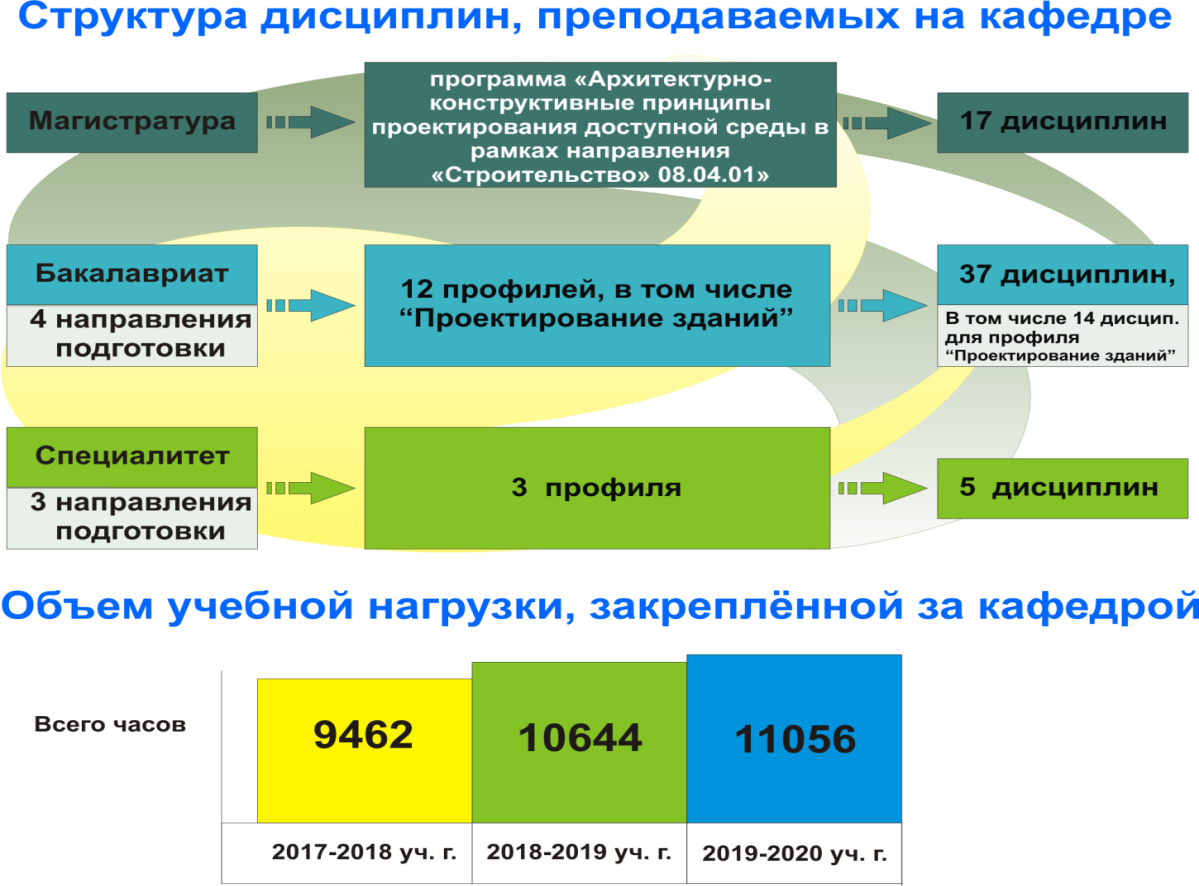 Структура дисциплин, преподаваемых на кафедре
Магистратура
программа «Архитектурно-
конструктивные принципы
проектирования доступной среды в
рамках направления
«Строительство» 08.04.01»
17 дисциплин
Бакалавриат
4 направления
подготовки
12 профилей, в том числе
“Проектирование зданий”
37 дисциплин,
В том числе 14 дисцип.
для профиля
“Проектирование зданий”
Специалитет
3 направления
подготовки
3 профиля
5 дисциплин
Объем учебной нагрузки, закреплённой за кафедрой
Всего часов
9462
10644
11056
2017-2018 уч. г.
2018-2019 уч. г.
2019-2020 уч. г.